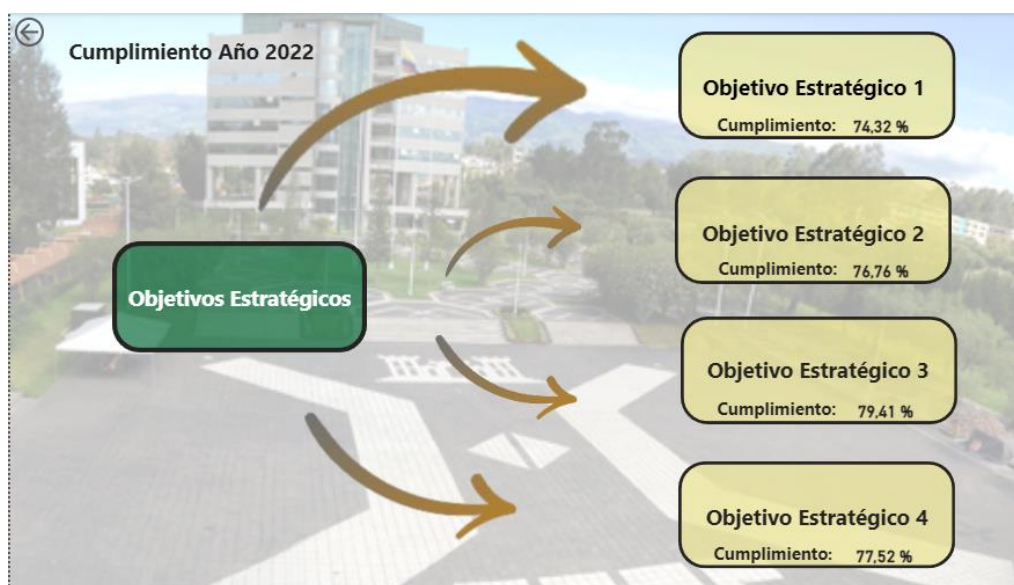 Cumplimiento Año 2022
Objetivos Estratégicos
Objetivo Estratégico 1
Cumplimiento: 74,32 %
Objetivo Estratégico 2
Cumplimiento: 76,76 %
Objetivo Estratégico 3
Cumplimiento: 79,41 %
Objetivo Estratégico 4
Cumplimiento: 77,52 %